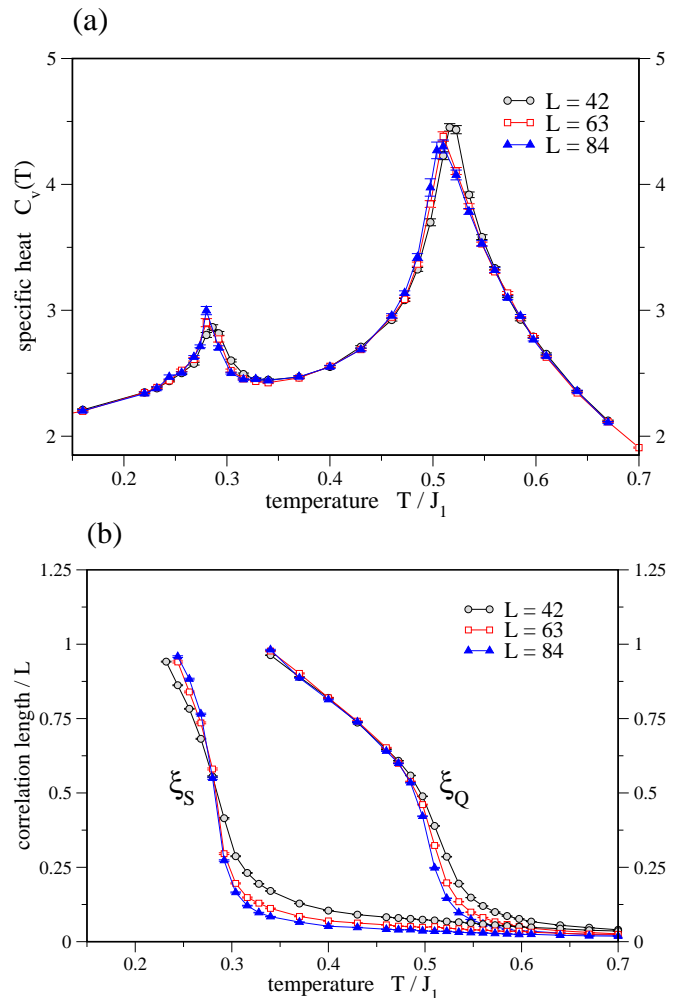 (a)
5
5
L = 42
L = 63
L = 84
4
4
specific heat C_v(T)
3
3
2
2
0.2
0.3
0.4
0.5
0.6
0.7
temperature T / J_1
(b)
1.25
1.25
L = 42
L = 63
L = 84
1
1
0.75
0.75
correlation length / L
ξ_S
ξ_Q
0.5
0.5
0.25
0.25
0
0
0.2
0.3
0.4
0.5
0.6
0.7
temperature T / J_1